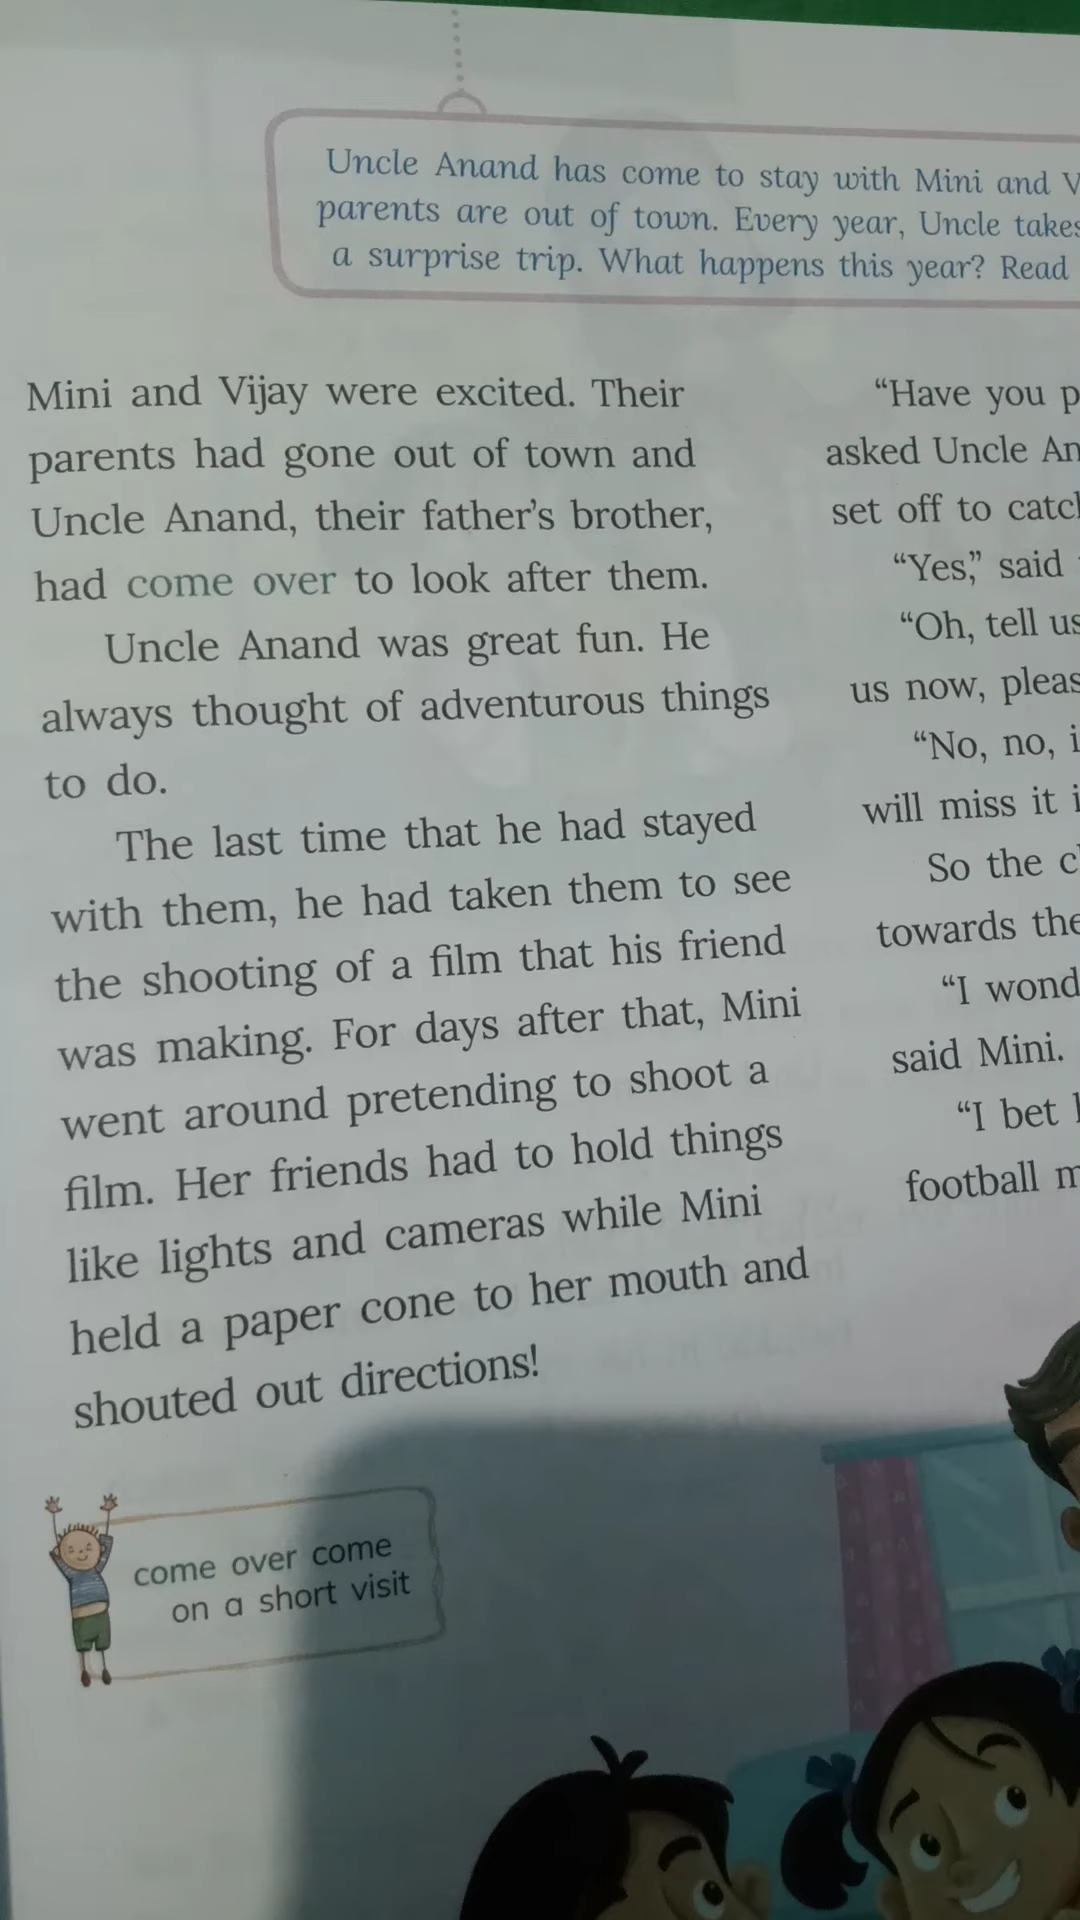 Uncle Anand has come to stay with Mini and
parents are out of town. Every year, Uncle takes
a surprise trip. What happens this year? Read
Mini and Vijay were excited. Their
parents had gone out of town and
Uncle Anand, their father's brother,
had come over to look after them.
Uncle Anand was great fun. He
always thought of adventurous things
to do.
The last time that he had stayed
with them, he had taken them to see
the shooting of a film that his friend
was making. For days after that, Mini
went around pretending to shoot a
film. Her friends had to hold things
like lights and cameras while Mini
held a paper cone to her mouth and
shouted out directions!
come over come
on a short visit
“Have you
asked Uncle
set off to
“Yes,” said
“Oh, tell us
us now,
“No, no,
will miss it
So the
towards the
“I
said Mini.
“I bet
football